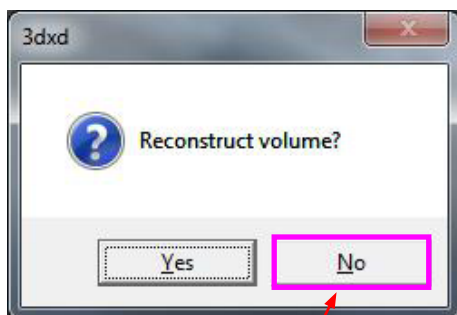 3dxd
Reconstruct volume?
Yes
No